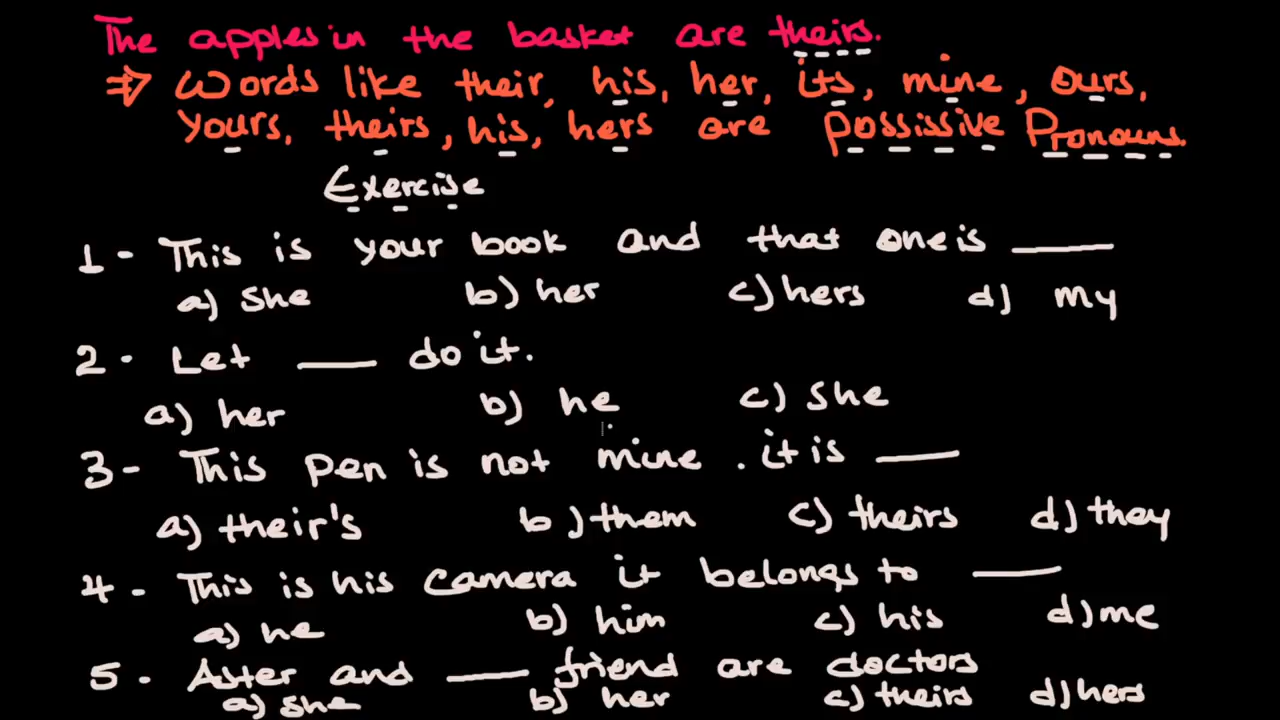 The apples in the basket are theirs.
⇒ Words like their, his, her, its, mine, ours,
yours, theirs, his, hers are possissive Pronouns.
Exercise
1- This is your book and that one is ____
a) She b) her c) hers d) my
2- Let ____ do it.
a) her b) he c) she
3- This pen is not mine. it is ____
a) their's b) them c) theirs d) they
4- This is his camera it belongs to ____
a) he b) him c) his d) me
5- Aster and ____ friend are doctors
a) she b) her c) theirs d) hers